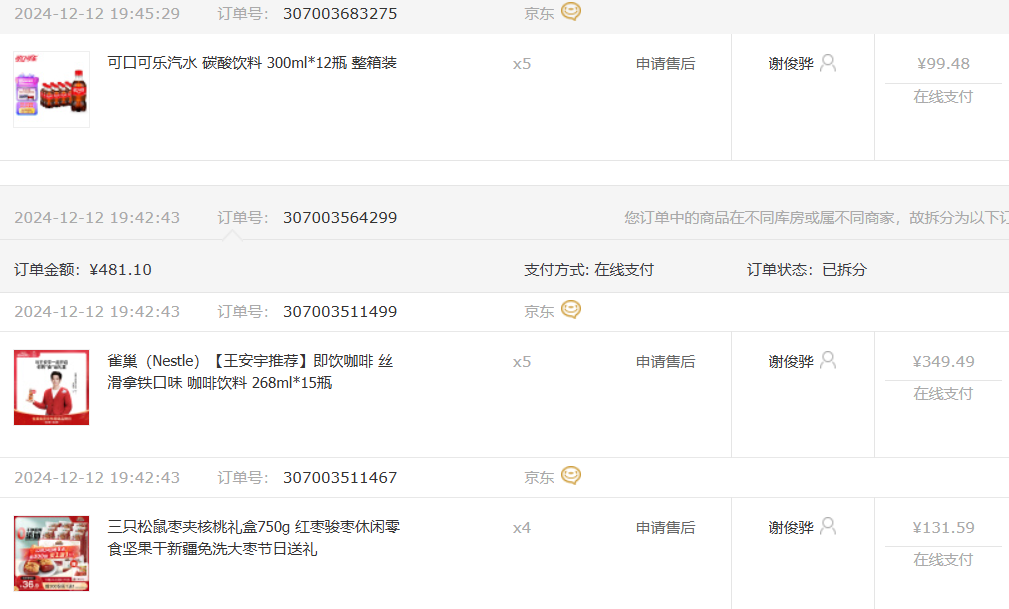 2024-12-12 19:45:29 订单号： 307003683275 京东
可口可乐汽水 碳酸饮料 300ml*12瓶 整箱装 x5 申请售后 谢俊骅 ¥99.48
在线支付
2024-12-12 19:42:43 订单号： 307003564299 您订单中的商品在不同库房或属不同商家，故拆分为以下订
订单金额：¥481.10 支付方式: 在线支付 订单状态：已拆分
2024-12-12 19:42:43 订单号： 307003511499 京东
雀巢（Nestle）【王安宇推荐】即饮咖啡 丝 x5 申请售后 谢俊骅 ¥349.49
滑拿铁口味 咖啡饮料 268ml*15瓶 在线支付
2024-12-12 19:42:43 订单号： 307003511467 京东
三只松鼠枣夹核桃礼盒750g 红枣骏枣休闲零 x4 申请售后 谢俊骅 ¥131.59
食坚果干新疆免洗大枣节日送礼 在线支付